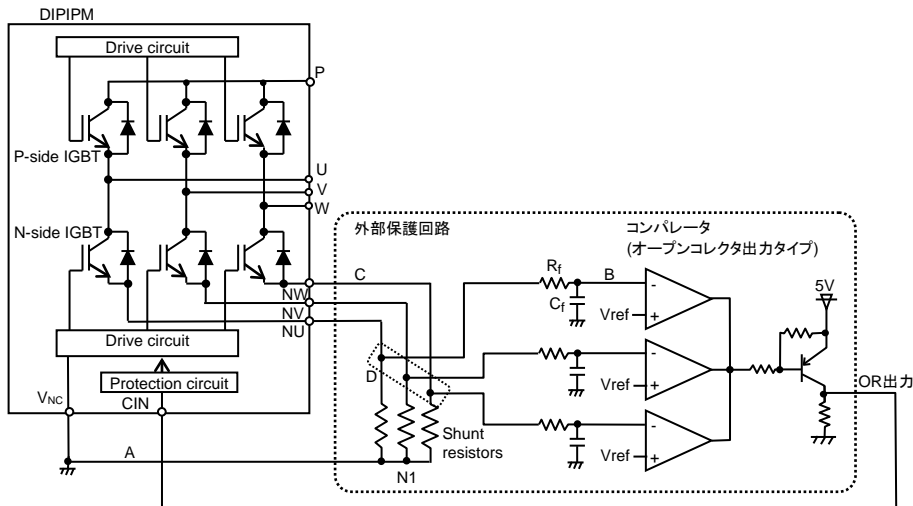 DIPIPM
Drive circuit
P
P-side IGBT
U
V
W
N-side IGBT
外部保護回路
コンパレータ
(オープンコレクタ出力タイプ)
C
Rf
B
-
5V
NW
Cf
Vref
+
NV
NU
Drive circuit
-
D
Vref
+
OR出力
Protection circuit
VNC
CIN
-
Shunt
resistors
Vref
+
A
N1